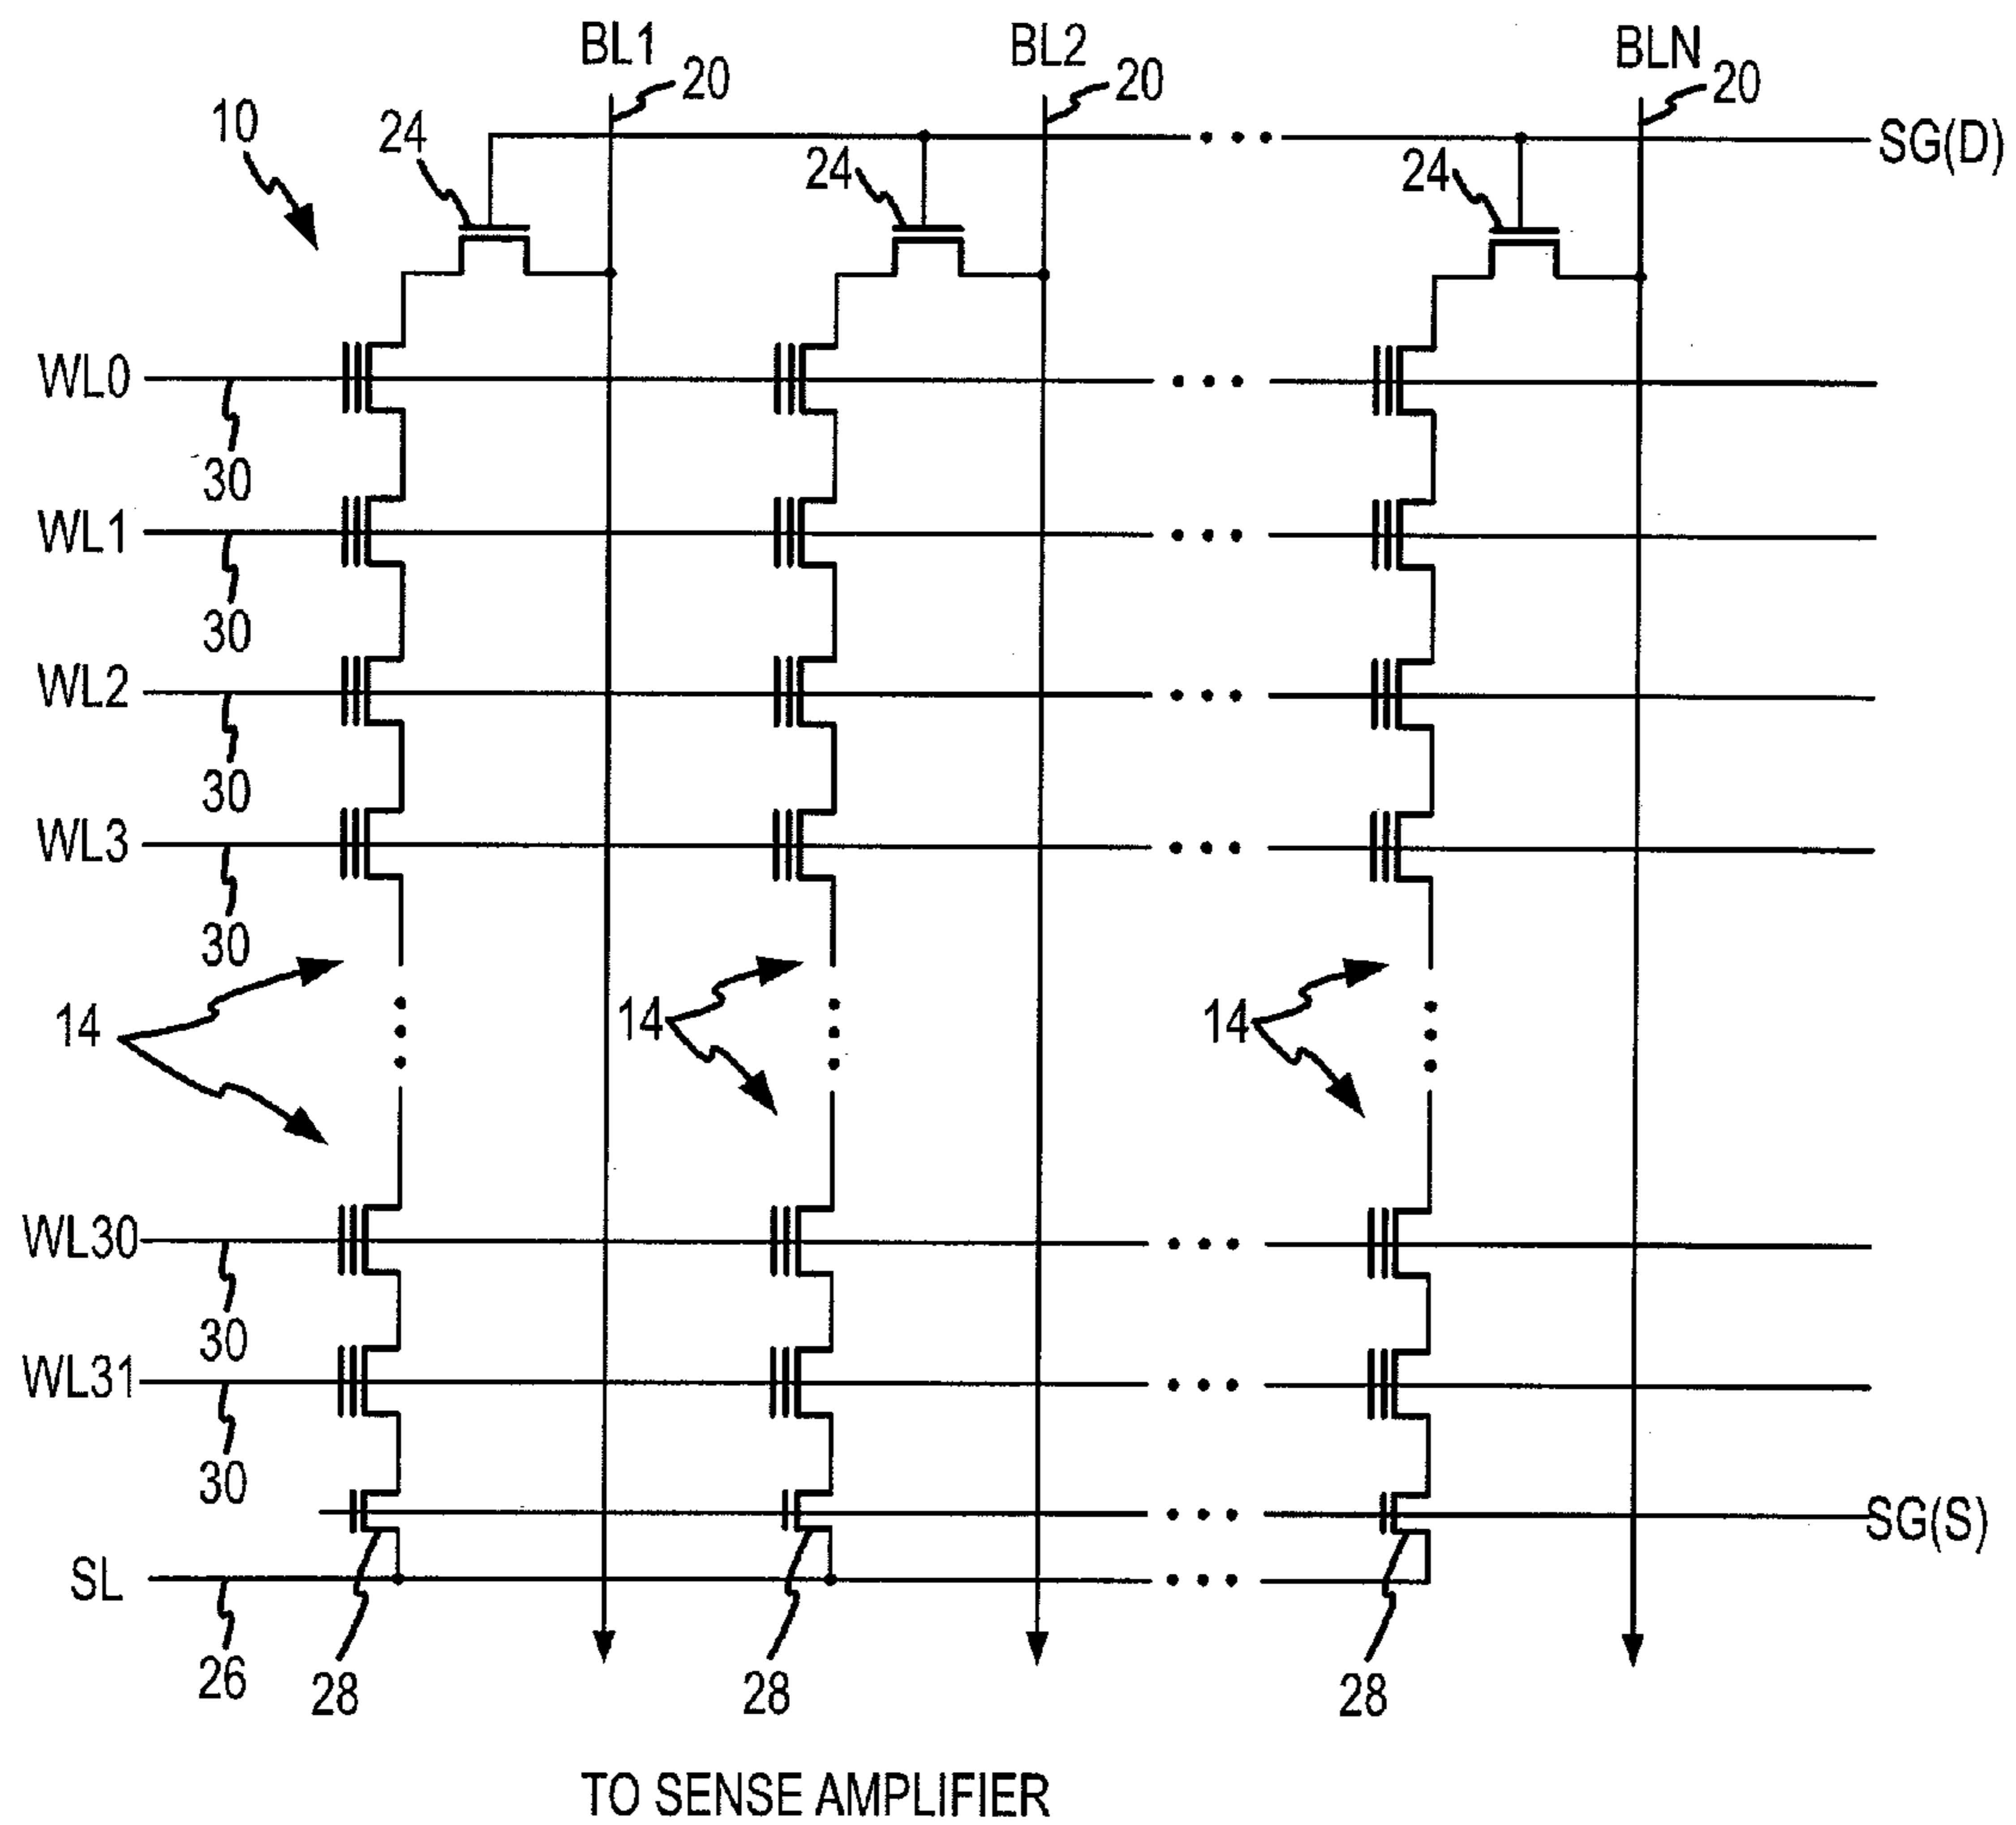 BL1
BL2
BLN
20
20
20
10
24
24
24
SG(D)
WL0
30
WL1
30
WL2
30
WL3
30
14
14
14
WL30
30
WL31
30
SG(S)
SL
26
28
28
28
TO SENSE AMPLIFIER